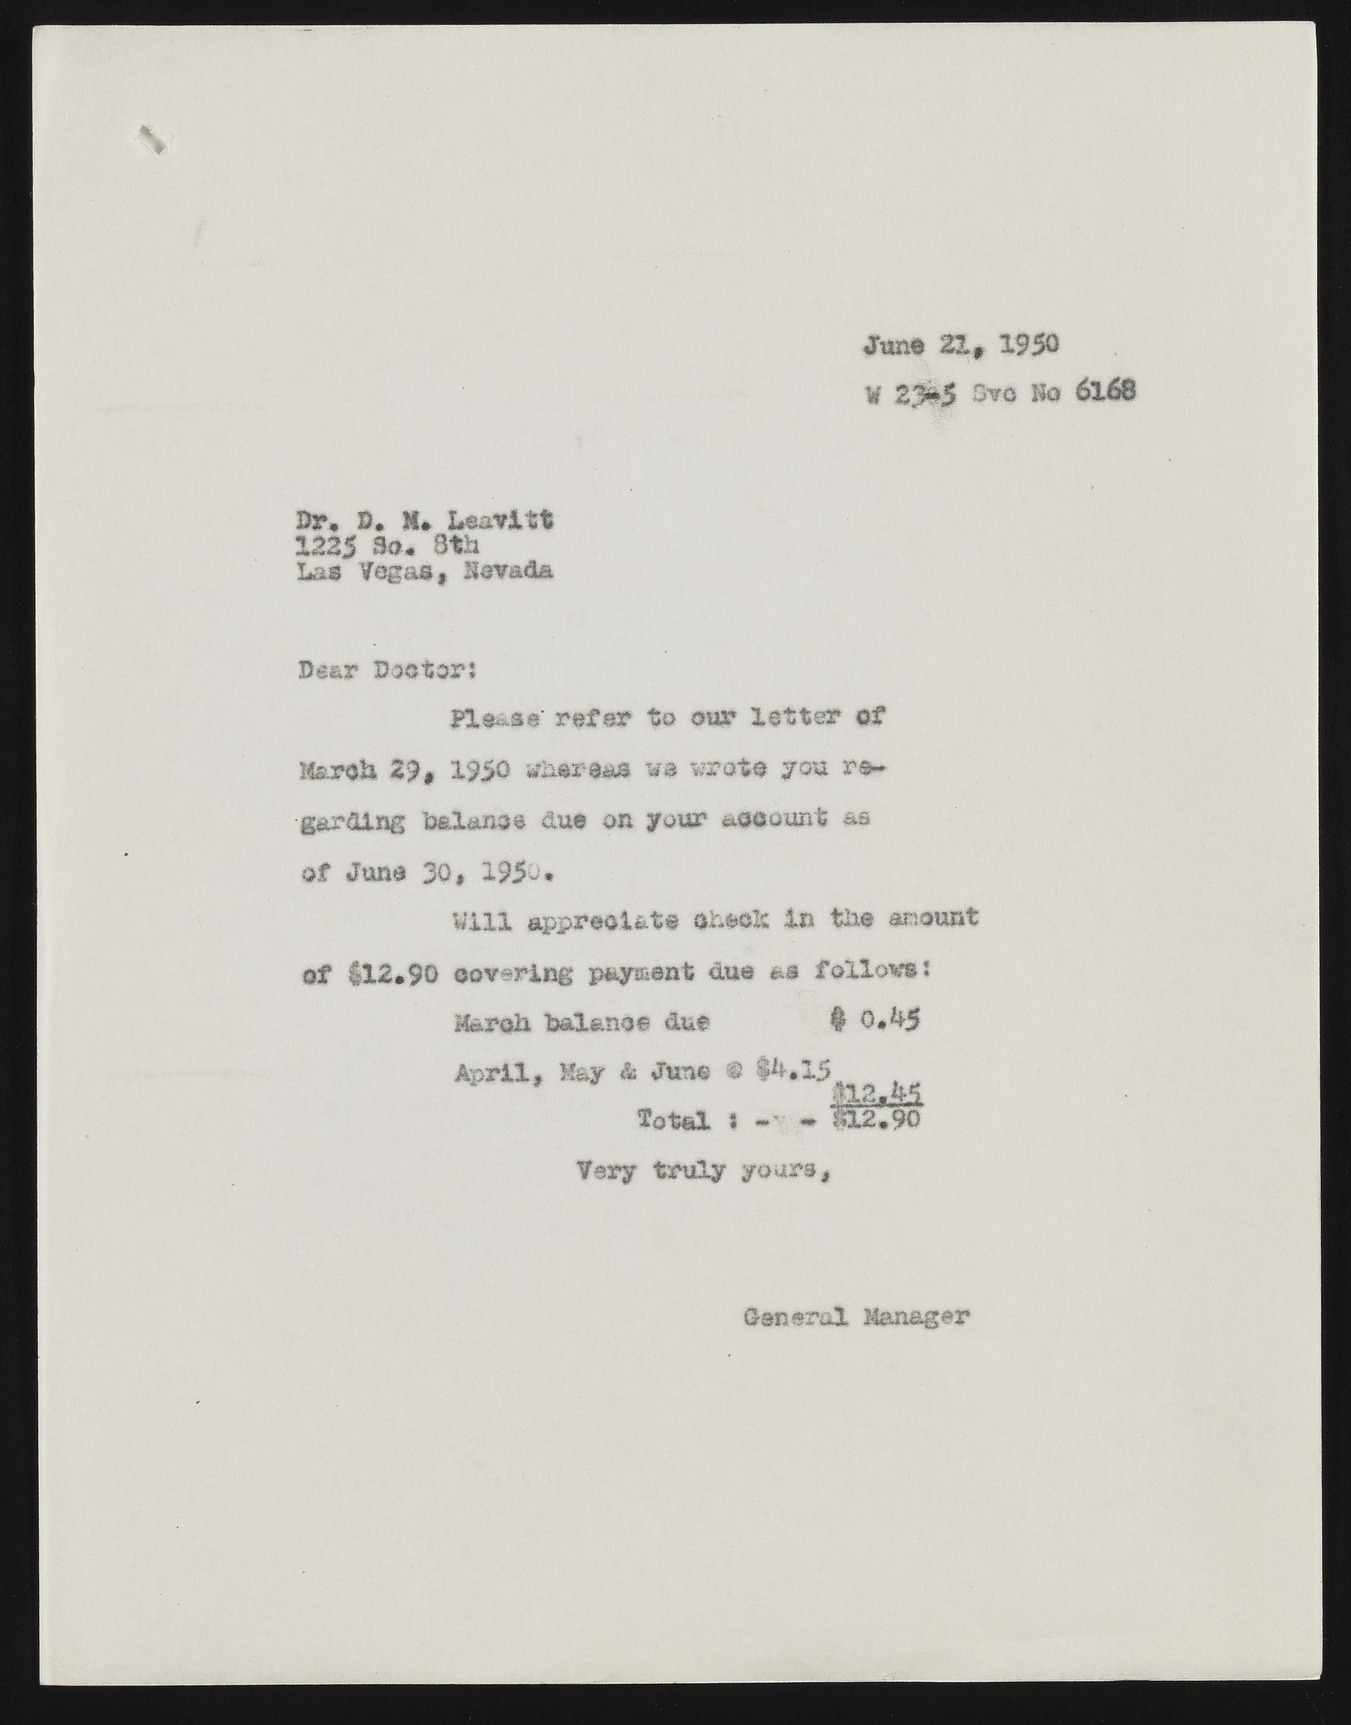 June 21, 1950
W 23-5 Svc No 6168
Dr. D. M. Leavitt
1225 So. 8th
Las Vegas, Nevada
Dear Doctor:
Please refer to our letter of
March 29, 1950 whereas we wrote you re-
garding balance due on your account as
of June 30, 1950.
Will appreciate check in the amount
of $12.90 covering payment due as follows:
March balance due $ 0.45
April, May & June @ $4.15
$12.45
Total : - - $12.90
Very truly yours,
General Manager